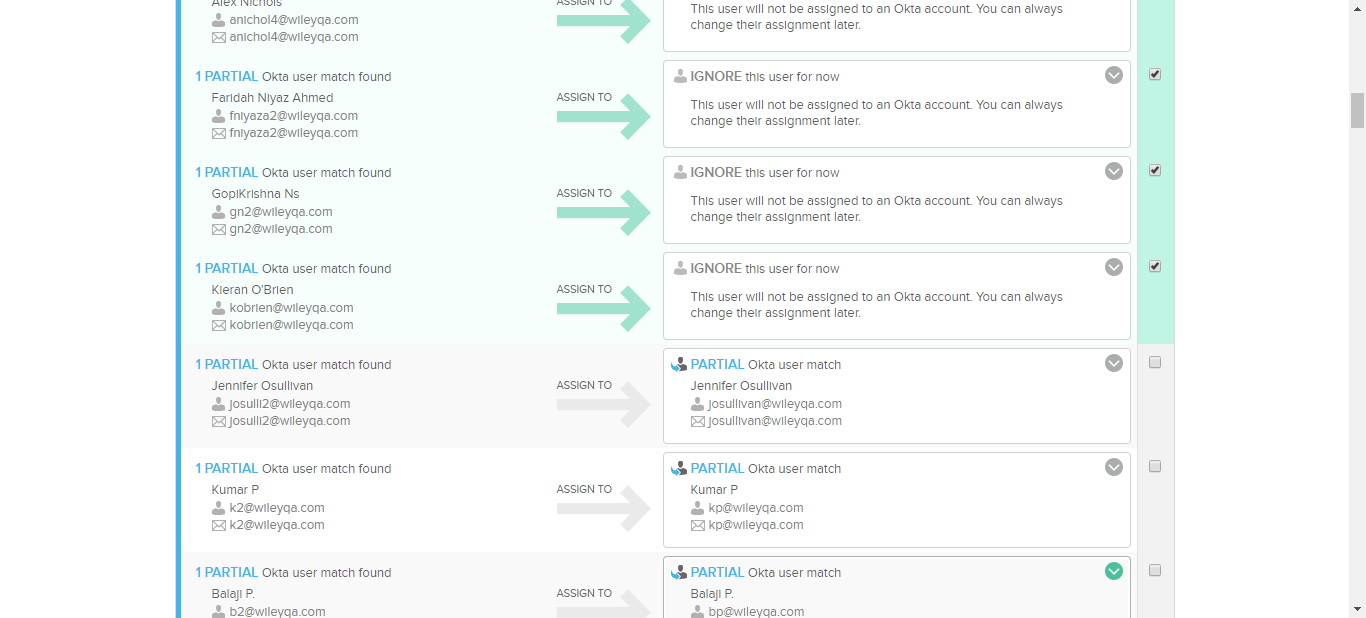 Alex Nichols
anichol4@wileyqa.com
anichol4@wileyqa.com
ASSIGN TO
This user will not be assigned to an Okta account. You can always
change their assignment later.
1 PARTIAL Okta user match found
Faridah Niyaz Ahmed
fniyaza2@wileyqa.com
fniyaza2@wileyqa.com
ASSIGN TO
IGNORE this user for now
This user will not be assigned to an Okta account. You can always
change their assignment later.
1 PARTIAL Okta user match found
GopiKrishna Ns
gn2@wileyqa.com
gn2@wileyqa.com
ASSIGN TO
IGNORE this user for now
This user will not be assigned to an Okta account. You can always
change their assignment later.
1 PARTIAL Okta user match found
Kieran O'Brien
kobrien@wileyqa.com
kobrien@wileyqa.com
ASSIGN TO
IGNORE this user for now
This user will not be assigned to an Okta account. You can always
change their assignment later.
1 PARTIAL Okta user match found
Jennifer Osullivan
josulli2@wileyqa.com
josulli2@wileyqa.com
ASSIGN TO
PARTIAL Okta user match
Jennifer Osullivan
josullivan@wileyqa.com
josullivan@wileyqa.com
1 PARTIAL Okta user match found
Kumar P
k2@wileyqa.com
k2@wileyqa.com
ASSIGN TO
PARTIAL Okta user match
Kumar P
kp@wileyqa.com
kp@wileyqa.com
1 PARTIAL Okta user match found
Balaji P.
b2@wileyqa.com
ASSIGN TO
PARTIAL Okta user match
Balaji P.
bp@wileyqa.com